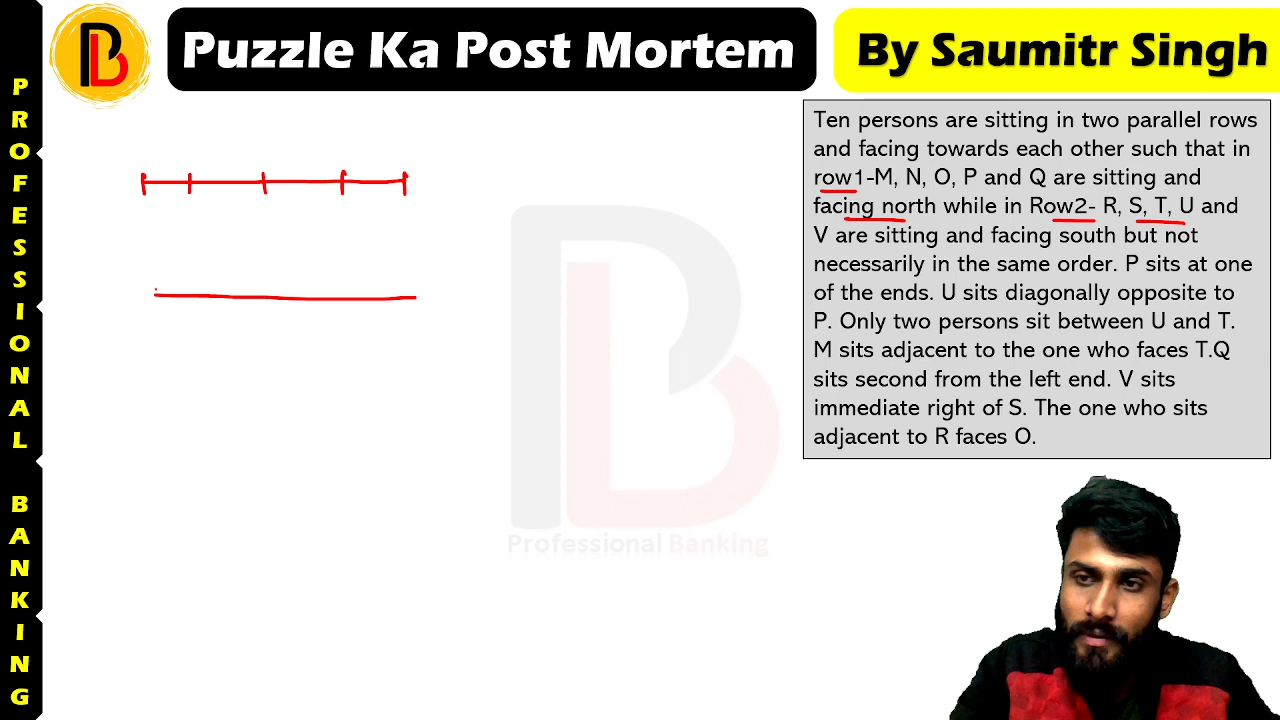 Puzzle Ka Post Mortem
By Saumitr Singh
PROFESSIONAL BANKING
Ten persons are sitting in two parallel rows
and facing towards each other such that in
row1-M, N, O, P and Q are sitting and
facing north while in Row2- R, S, T, U and
V are sitting and facing south but not
necessarily in the same order. P sits at one
of the ends. U sits diagonally opposite to
P. Only two persons sit between U and T.
M sits adjacent to the one who faces T.Q
sits second from the left end. V sits
immediate right of S. The one who sits
adjacent to R faces O.
Professional Banking